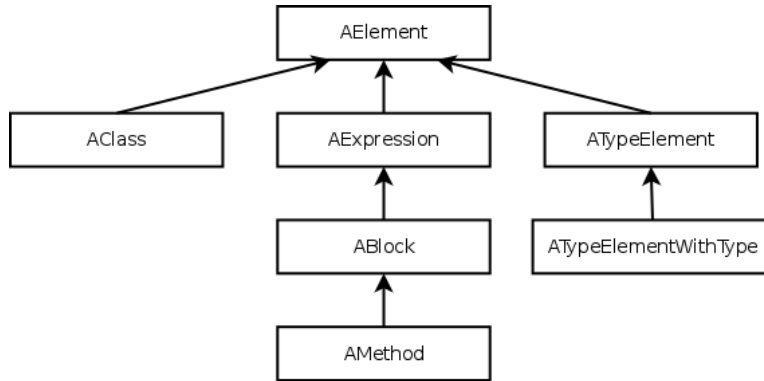 AElement
AClass
AExpression
ATypeElement
ABlock
ATypeElementWithType
AMethod